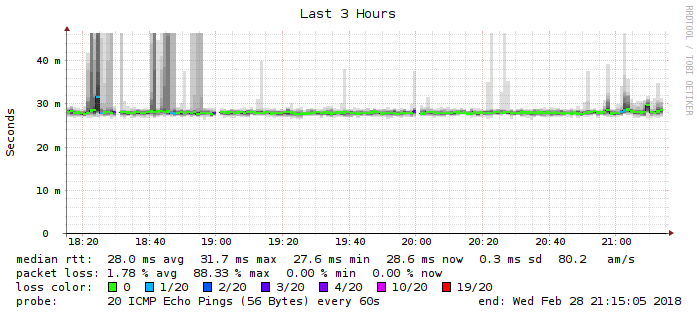 Last 3 Hours
RRDTOOL / TOBI OETIKER
Seconds
40 m
30 m
20 m
10 m
0
18:20 18:40 19:00 19:20 19:40 20:00 20:20 20:40 21:00
median rtt: 28.0 ms avg 31.7 ms max 27.6 ms min 28.6 ms now 0.3 ms sd 80.2 am/s
packet loss: 1.78 % avg 88.33 % max 0.00 % min 0.00 % now
loss color: 0 1/20 2/20 3/20 4/20 10/20 19/20
probe: 20 ICMP Echo Pings (56 Bytes) every 60s end: Wed Feb 28 21:15:05 2018